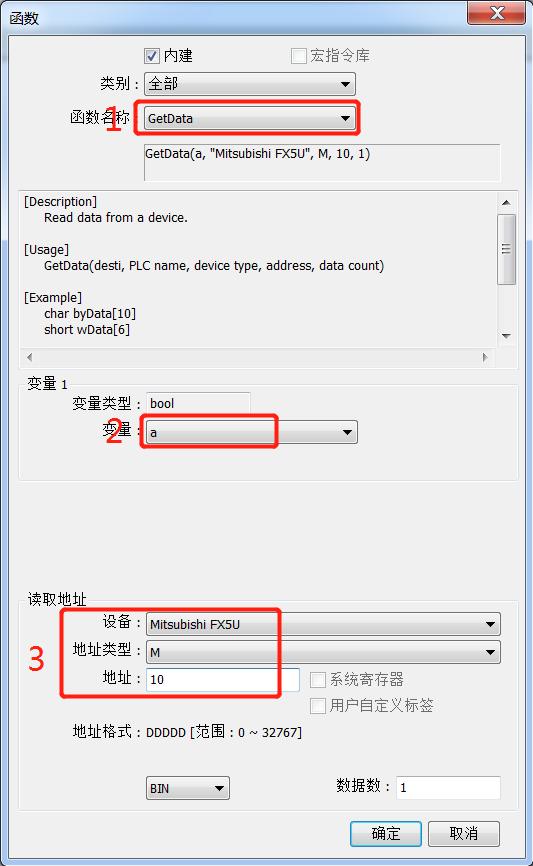 函数
内建
宏指令库
类别： 全部
1
函数名称： GetData
GetData(a, "Mitsubishi FX5U", M, 10, 1)
[Description]
Read data from a device.
[Usage]
GetData(desti, PLC name, device type, address, data count)
[Example]
char byData[10]
short wData[6]
变量 1
变量类型： bool
2
变量： a
读取地址
3
设备： Mitsubishi FX5U
地址类型： M
地址： 10
系统寄存器
用户自定义标签
地址格式： DDDDD [范围：0 ~ 32767]
BIN
数据数： 1
确定
取消